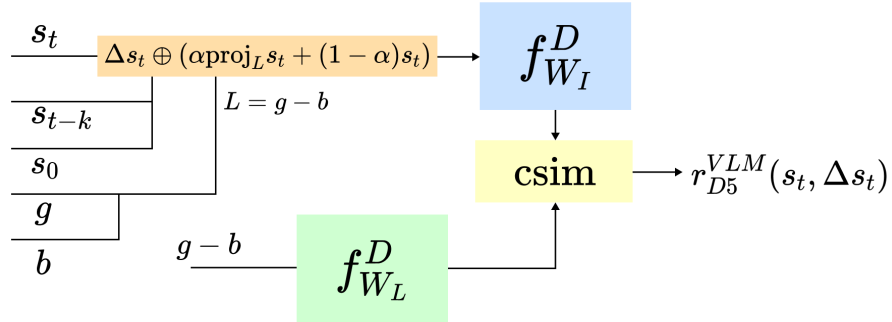 s_t
Δs_t ⊕ (αproj_L s_t + (1 − α)s_t)
f^D_{W_I}
L = g − b
s_{t−k}
s_0
csim
r^{VLM}_{D5}(s_t, Δs_t)
g
b
g − b
f^D_{W_L}